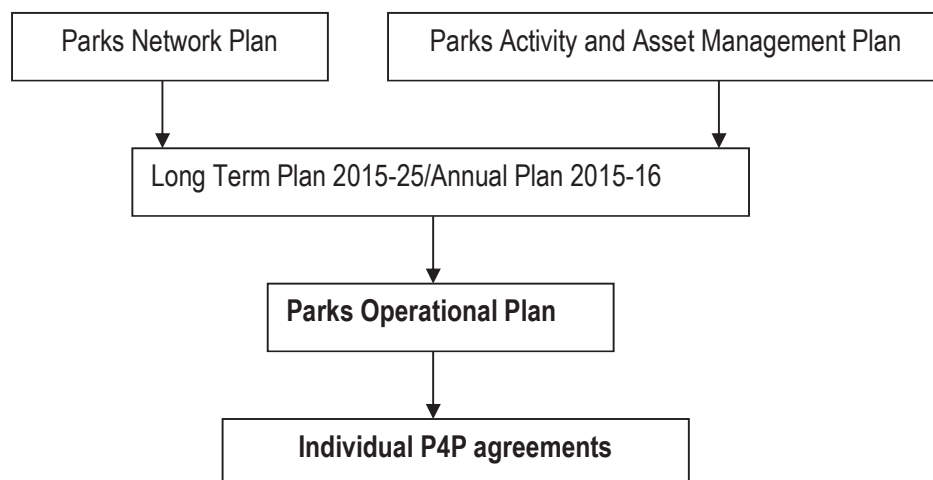 Parks Network Plan
Parks Activity and Asset Management Plan
Long Term Plan 2015-25/Annual Plan 2015-16
Parks Operational Plan
Individual P4P agreements